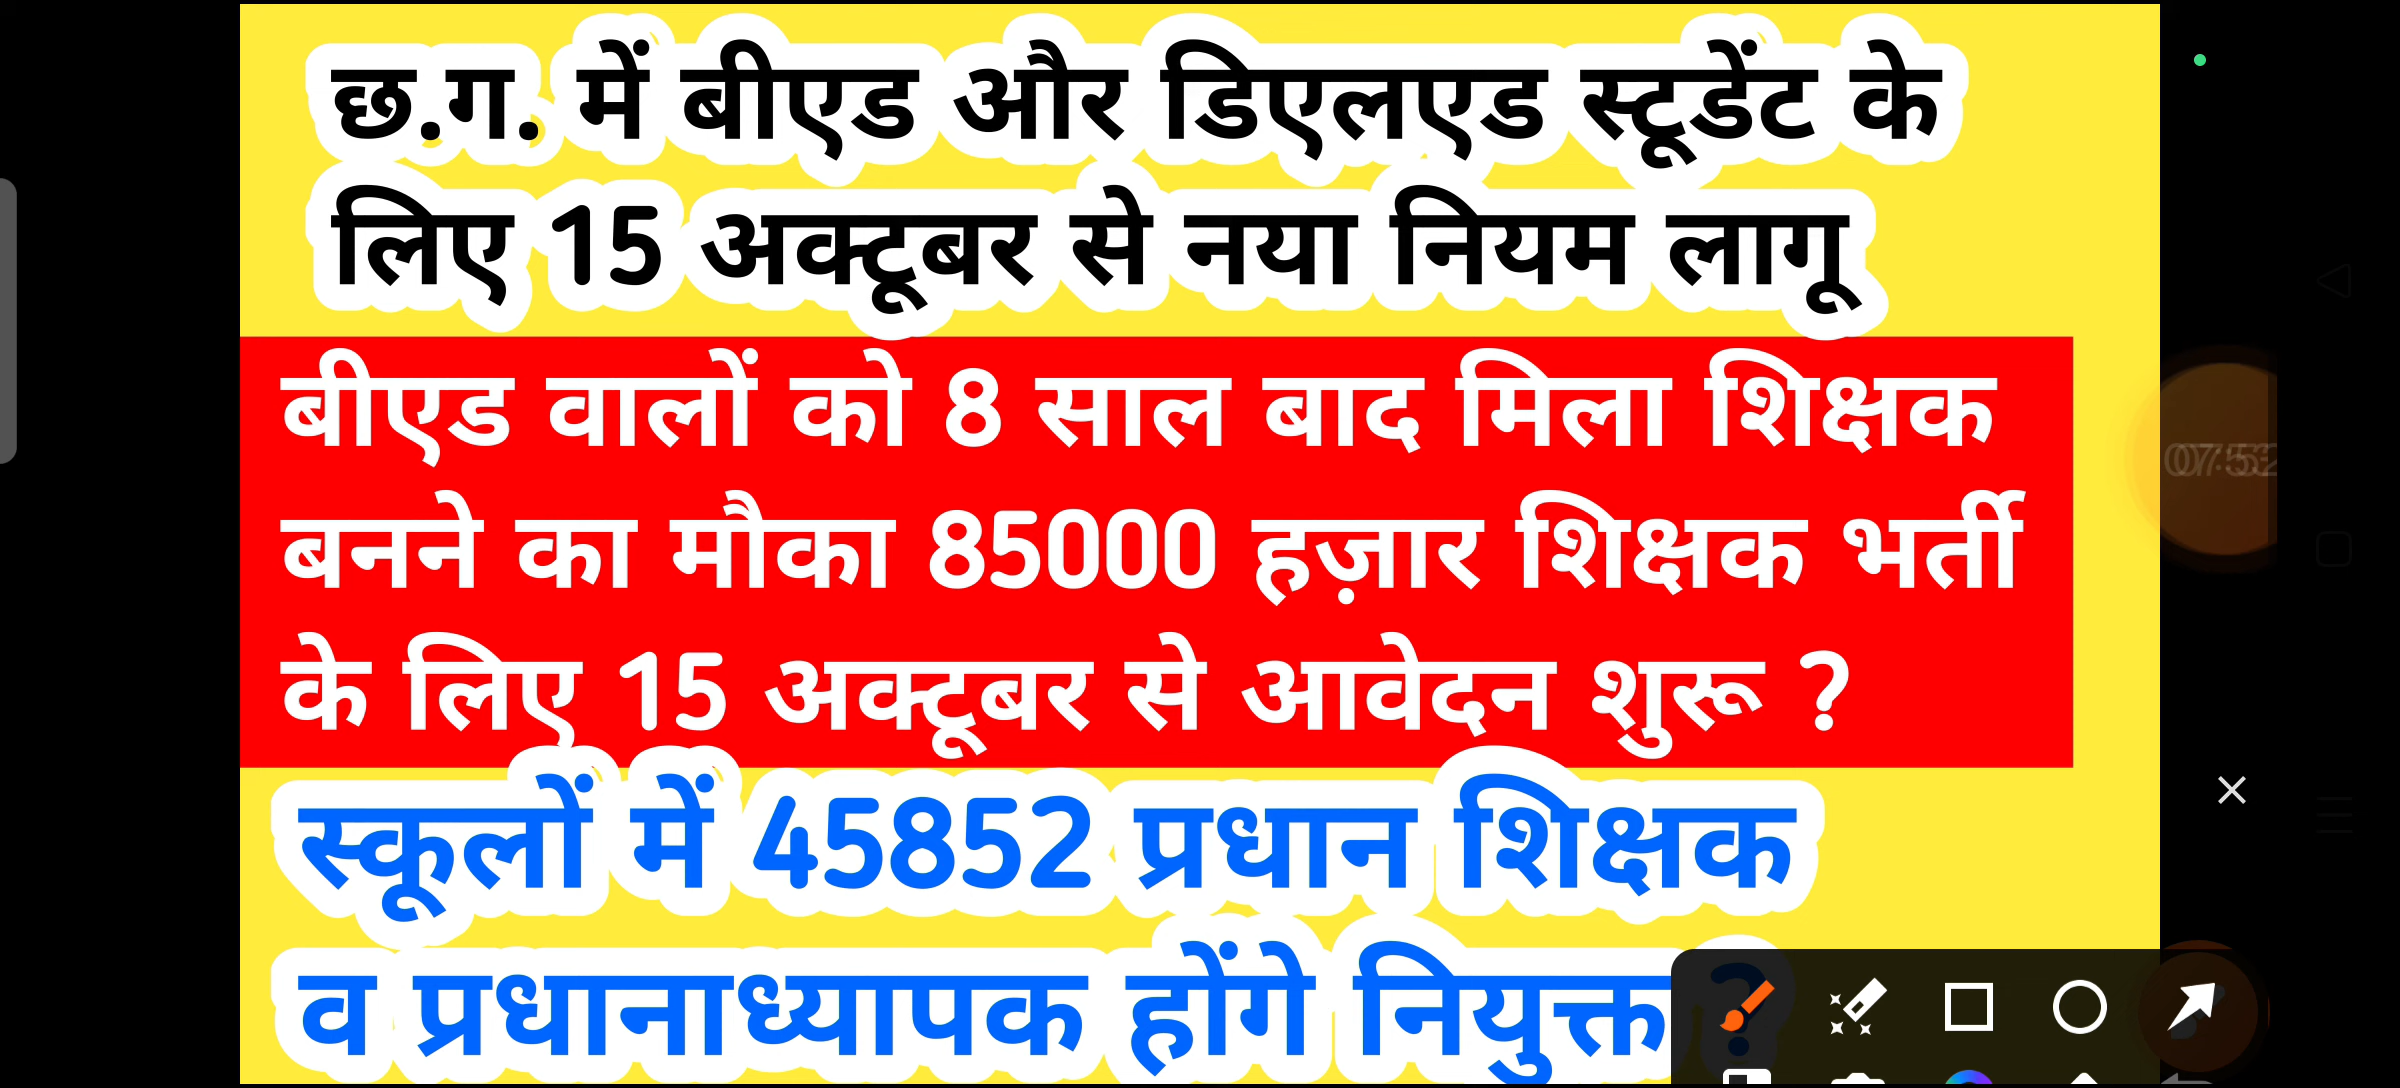 छ.ग. में बीएड और डिएलएड स्टूडेंट के
लिए 15 अक्टूबर से नया नियम लागू
बीएड वालों को 8 साल बाद मिला शिक्षक
बनने का मौका 85000 हज़ार शिक्षक भर्ती
के लिए 15 अक्टूबर से आवेदन शुरू ?
स्कूलों में 45852 प्रधान शिक्षक
व प्रधानाध्यापक होंगे नियुक्त ?